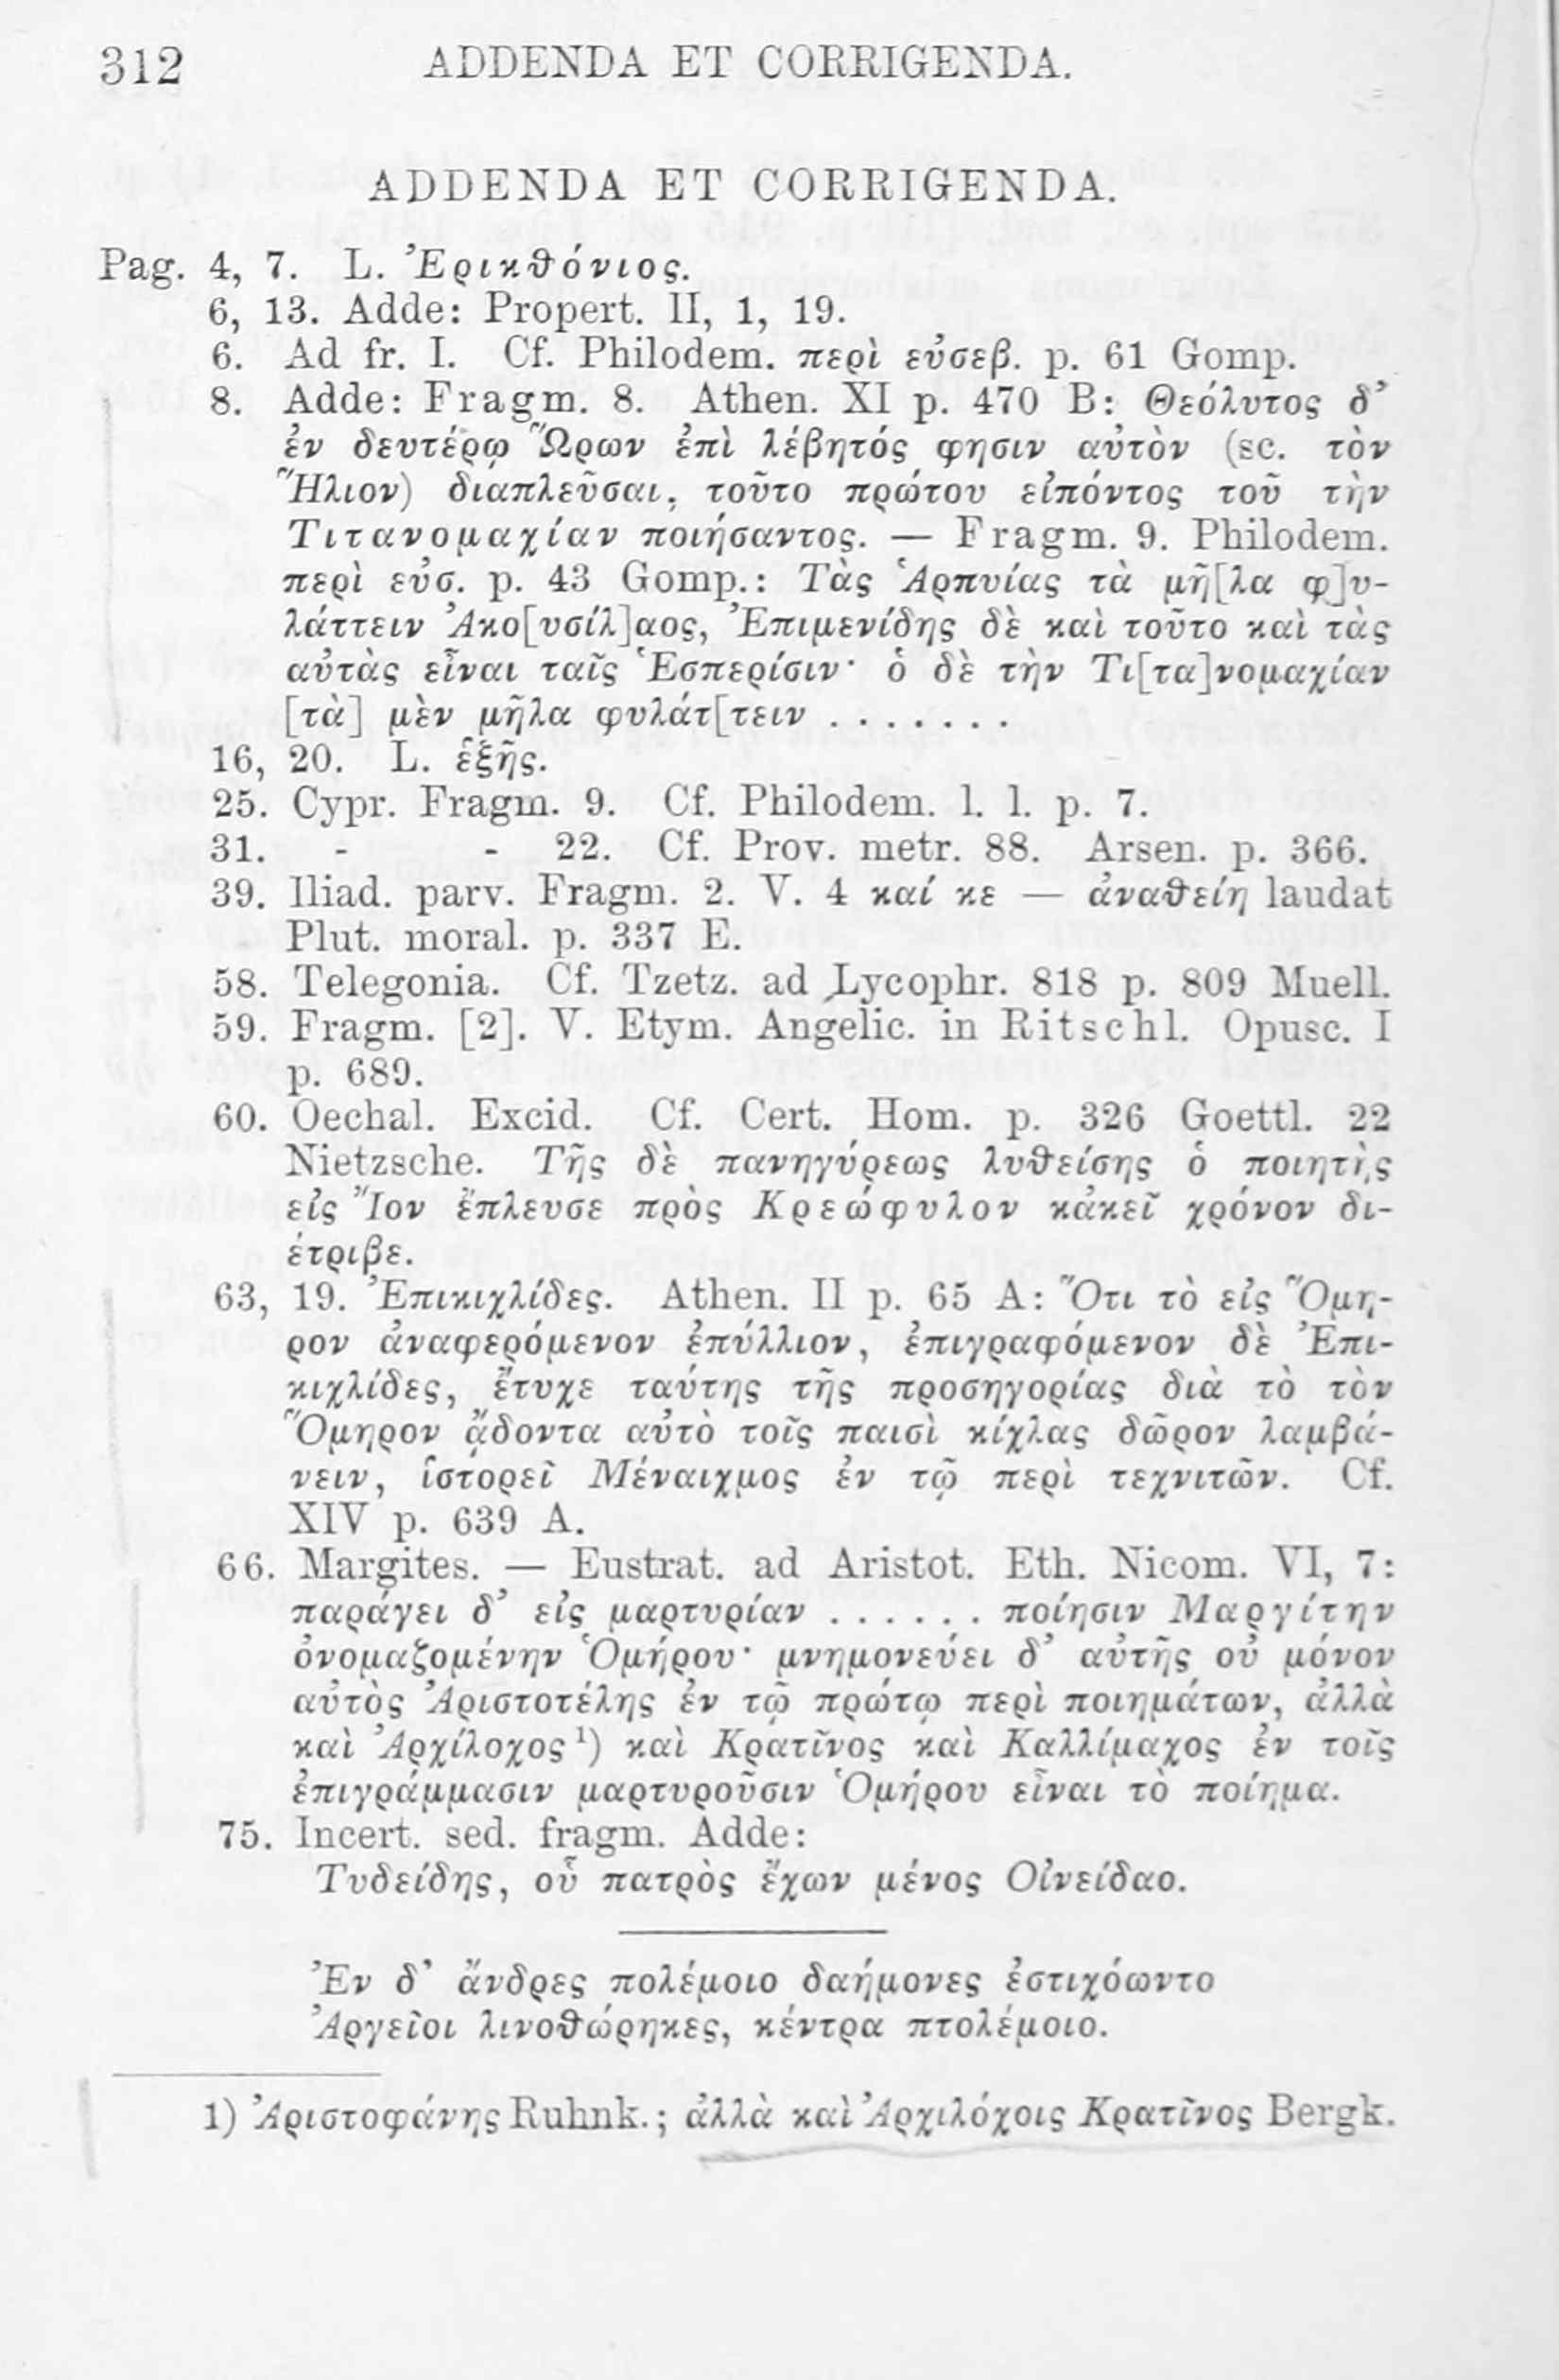 312 ADDENDA ET CORRIGENDA.
ADDENDA ET CORRIGENDA.
Pag. 4, 7. L. Ἐρικθόνιος.
6, 13. Adde: Propert. II, 1, 19.
6. Ad fr. I. Cf. Philodem. περὶ εὐσεβ. p. 61 Gomp.
8. Adde: Fragm. 8. Athen. XI p. 470 B: Θεόλυτος δ’
ἐν δευτέρῳ Ὥρων ἐπὶ λέβητός φησιν αὐτὸν (sc. τὸν
Ἥλιον) διαπλεῦσαι, τοῦτο πρώτου εἰπόντος τοῦ τὴν
Τιτανομαχίαν ποιήσαντος. — Fragm. 9. Philodem.
περὶ εὐσ. p. 43 Gomp.: Τὰς Ἁρπυίας τὰ μῆ[λα φ]υ-
λάττειν Ἀκο[υσίλ]αος, Ἐπιμενίδης δὲ καὶ τοῦτο καὶ τὰς
αὐτὰς εἶναι ταῖς Ἑσπερίσιν· ὁ δὲ τὴν Τι[τα]νομαχίαν
[τὰ] μὲν μῆλα φυλάτ[τειν . . . . . . .
16, 20. L. ἑξῆς.
25. Cypr. Fragm. 9. Cf. Philodem. l. l. p. 7.
31. - - 22. Cf. Prov. metr. 88. Arsen. p. 366.
39. Iliad. parv. Fragm. 2. V. 4 καί κε — ἀναθείη laudat
Plut. moral. p. 337 E.
58. Telegonia. Cf. Tzetz. ad Lycophr. 818 p. 809 Muell.
59. Fragm. [2]. V. Etym. Angelic. in Ritschl. Opusc. I
p. 689.
60. Oechal. Excid. Cf. Cert. Hom. p. 326 Goettl. 22
Nietzsche. Τῆς δὲ πανηγύρεως λυθείσης ὁ ποιητὴς
εἰς Ἴον ἔπλευσε πρὸς Κρεώφυλον κἀκεῖ χρόνον δι-
έτριβε.
63, 19. Ἐπικιχλίδες. Athen. II p. 65 A: Ὅτι τὸ εἰς Ὅμη-
ρον ἀναφερόμενον ἐπύλλιον, ἐπιγραφόμενον δὲ Ἐπι-
κιχλίδες, ἔτυχε ταύτης τῆς προσηγορίας διὰ τὸ τὸν
Ὅμηρον ᾄδοντα αὐτὸ τοῖς παισὶ κίχλας δῶρον λαμβά-
νειν, ἱστορεῖ Μέναιχμος ἐν τῷ περὶ τεχνιτῶν. Cf.
XIV p. 639 A.
66. Margites. — Eustrat. ad Aristot. Eth. Nicom. VI, 7:
παράγει δ’ εἰς μαρτυρίαν . . . . . . ποίησιν Μαργίτην
ὀνομαζομένην Ὁμήρου· μνημονεύει δ’ αὐτῆς οὐ μόνον
αὐτὸς Ἀριστοτέλης ἐν τῷ πρώτῳ περὶ ποιημάτων, ἀλλὰ
καὶ Ἀρχίλοχος ¹) καὶ Κρατῖνος καὶ Καλλίμαχος ἐν τοῖς
ἐπιγράμμασιν μαρτυροῦσιν Ὁμήρου εἶναι τὸ ποίημα.
75. Incert. sed. fragm. Adde:
Τυδείδης, οὗ πατρὸς ἔχων μένος Οἰνείδαο.
Ἐν δ’ ἄνδρες πολέμοιο δαήμονες ἐστιχόωντο
Ἀργεῖοι λινοθώρηκες, κέντρα πτολέμοιο.
1) Ἀριστοφάνης Ruhnk.; ἀλλὰ καὶ Ἀρχιλόχοις Κρατῖνος Bergk.